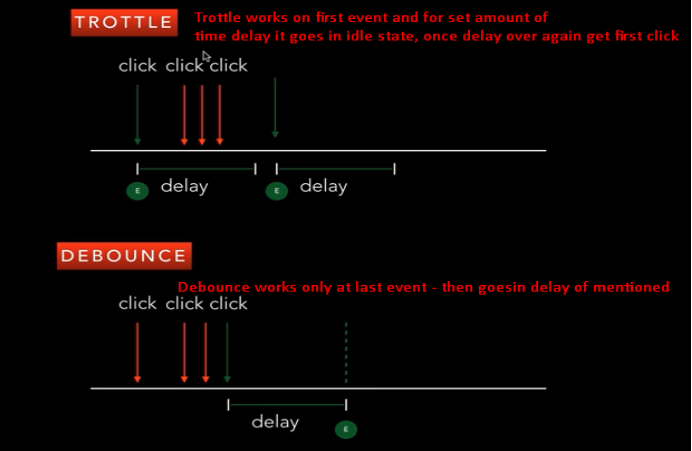 TROTTLE
Trottle works on first event and for set amount of
time delay it goes in idle state, once delay over again get first click
click click click
E delay E delay
DEBOUNCE
Debounce works only at last event - then goesin delay of mentioned
click click click
delay
E